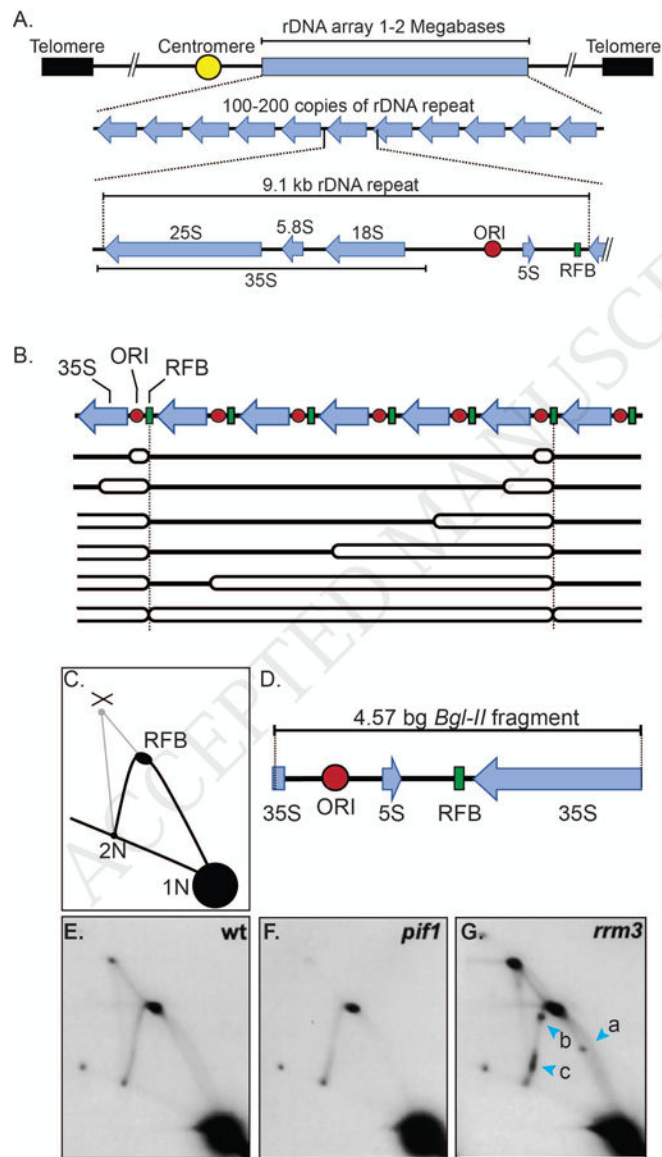 A.
rDNA array 1-2 Megabases
Telomere Centromere Telomere
100-200 copies of rDNA repeat
9.1 kb rDNA repeat
25S 5.8S 18S ORI
35S 5S RFB
B.
35S ORI RFB
C.
RFB
2N
1N
D.
4.57 bg Bgl-II fragment
35S ORI 5S RFB 35S
E. wt
F. pif1
G. rrm3
a
b
c
ACCEPTED MANUSC